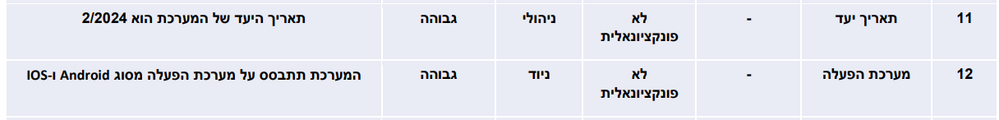 11 תאריך יעד - לא פונקציונאלית ניהולי גבוהה תאריך היעד של המערכת הוא 2/2024
12 מערכת הפעלה - לא פונקציונאלית ניוד גבוהה המערכת תתבסס על מערכת הפעלה מסוג Android ו-IOS